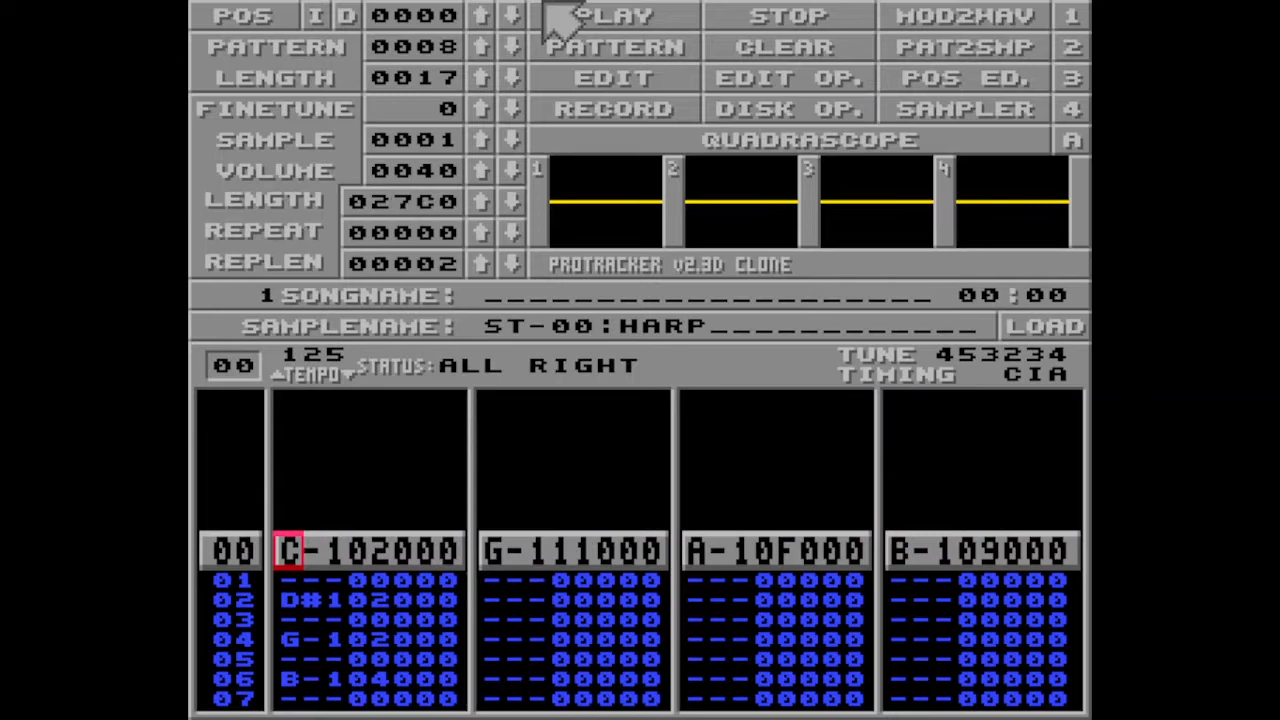 POS I D 0000 PLAY STOP MOD2WAV 1
PATTERN 0008 PATTERN CLEAR PAT2SMP 2
LENGTH 0017 EDIT EDIT OP. POS ED. 3
FINETUNE 0 RECORD DISK OP. SAMPLER 4
SAMPLE 0001 QUADRASCOPE A
VOLUME 0040 1 2 3 4
LENGTH 027C0
REPEAT 00000
REPLEN 00002 PROTRACKER V2.3D CLONE
1 SONGNAME: ____________________ 00:00
SAMPLENAME: ST-00:HARP____________ LOAD
00 125 TEMPO STATUS: ALL RIGHT TUNE 453234
TIMING CIA
00 C-102000 G-111000 A-10F000 B-109000
01 ---00000 ---00000 ---00000 ---00000
02 D#102000 ---00000 ---00000 ---00000
03 ---00000 ---00000 ---00000 ---00000
04 G-102000 ---00000 ---00000 ---00000
05 ---00000 ---00000 ---00000 ---00000
06 B-104000 ---00000 ---00000 ---00000
07 ---00000 ---00000 ---00000 ---00000